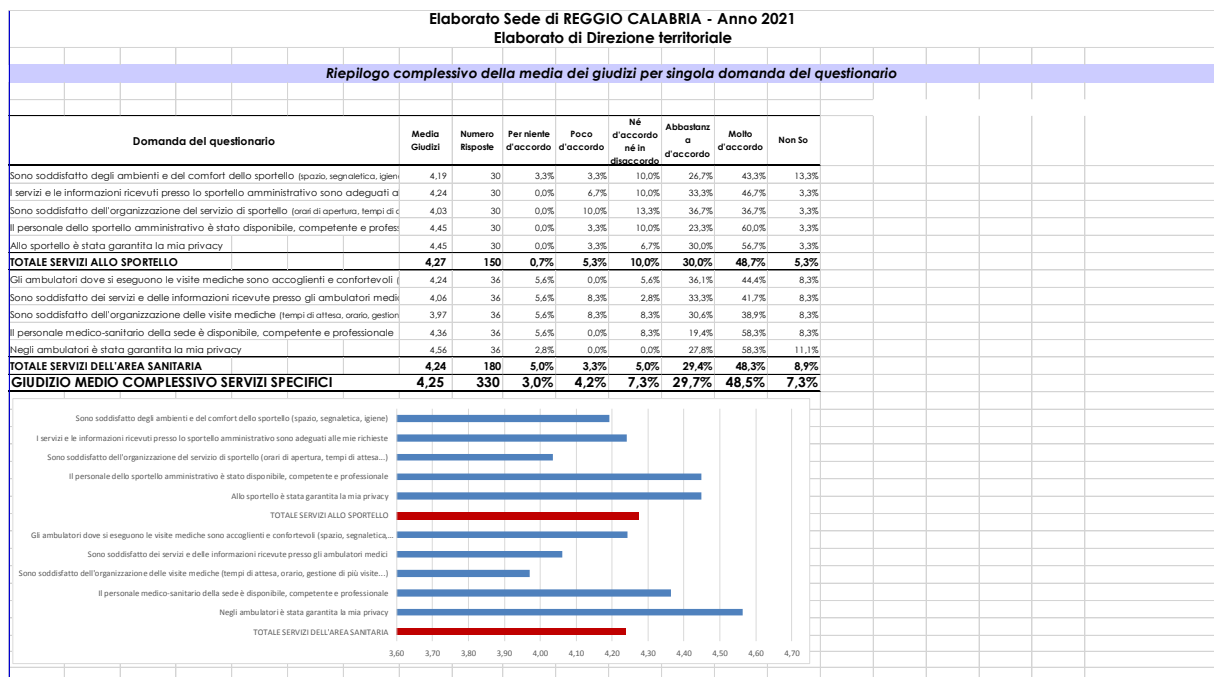 Elaborato Sede di REGGIO CALABRIA - Anno 2021
Elaborato di Direzione territoriale
Riepilogo complessivo della media dei giudizi per singola domanda del questionario
Domanda del questionario Media Giudizi Numero Risposte Per niente d'accordo Poco d'accordo Né d'accordo né in disaccordo Abbastanz a d'accordo Molto d'accordo Non So
Sono soddisfatto degli ambienti e del comfort dello sportello (spazio, segnaletica, igien 4,19 30 3,3% 3,3% 10,0% 26,7% 43,3% 13,3%
I servizi e le informazioni ricevuti presso lo sportello amministrativo sono adeguati a 4,24 30 0,0% 6,7% 10,0% 33,3% 46,7% 3,3%
Sono soddisfatto dell'organizzazione del servizio di sportello (orari di apertura, tempi di c 4,03 30 0,0% 10,0% 13,3% 36,7% 36,7% 3,3%
Il personale dello sportello amministrativo è stato disponibile, competente e profess 4,45 30 0,0% 3,3% 10,0% 23,3% 60,0% 3,3%
Allo sportello è stata garantita la mia privacy 4,45 30 0,0% 3,3% 6,7% 30,0% 56,7% 3,3%
TOTALE SERVIZI ALLO SPORTELLO 4,27 150 0,7% 5,3% 10,0% 30,0% 48,7% 5,3%
Gli ambulatori dove si eseguono le visite mediche sono accoglienti e confortevoli ( 4,24 36 5,6% 0,0% 5,6% 36,1% 44,4% 8,3%
Sono soddisfatto dei servizi e delle informazioni ricevute presso gli ambulatori medic 4,06 36 5,6% 8,3% 2,8% 33,3% 41,7% 8,3%
Sono soddisfatto dell'organizzazione delle visite mediche (tempi di attesa, orario, gestion 3,97 36 5,6% 8,3% 8,3% 30,6% 38,9% 8,3%
Il personale medico-sanitario della sede è disponibile, competente e professionale 4,36 36 5,6% 0,0% 8,3% 19,4% 58,3% 8,3%
Negli ambulatori è stata garantita la mia privacy 4,56 36 2,8% 0,0% 0,0% 27,8% 58,3% 11,1%
TOTALE SERVIZI DELL'AREA SANITARIA 4,24 180 5,0% 3,3% 5,0% 29,4% 48,3% 8,9%
GIUDIZIO MEDIO COMPLESSIVO SERVIZI SPECIFICI 4,25 330 3,0% 4,2% 7,3% 29,7% 48,5% 7,3%
Sono soddisfatto degli ambienti e del comfort dello sportello (spazio, segnaletica, igiene)
I servizi e le informazioni ricevuti presso lo sportello amministrativo sono adeguati alle mie richieste
Sono soddisfatto dell'organizzazione del servizio di sportello (orari di apertura, tempi di attesa...)
Il personale dello sportello amministrativo è stato disponibile, competente e professionale
Allo sportello è stata garantita la mia privacy
TOTALE SERVIZI ALLO SPORTELLO
Gli ambulatori dove si eseguono le visite mediche sono accoglienti e confortevoli (spazio, segnaletica,...
Sono soddisfatto dei servizi e delle informazioni ricevute presso gli ambulatori medici
Sono soddisfatto dell'organizzazione delle visite mediche (tempi di attesa, orario, gestione di più visite...)
Il personale medico-sanitario della sede è disponibile, competente e professionale
Negli ambulatori è stata garantita la mia privacy
TOTALE SERVIZI DELL'AREA SANITARIA
3,60 3,70 3,80 3,90 4,00 4,10 4,20 4,30 4,40 4,50 4,60 4,70